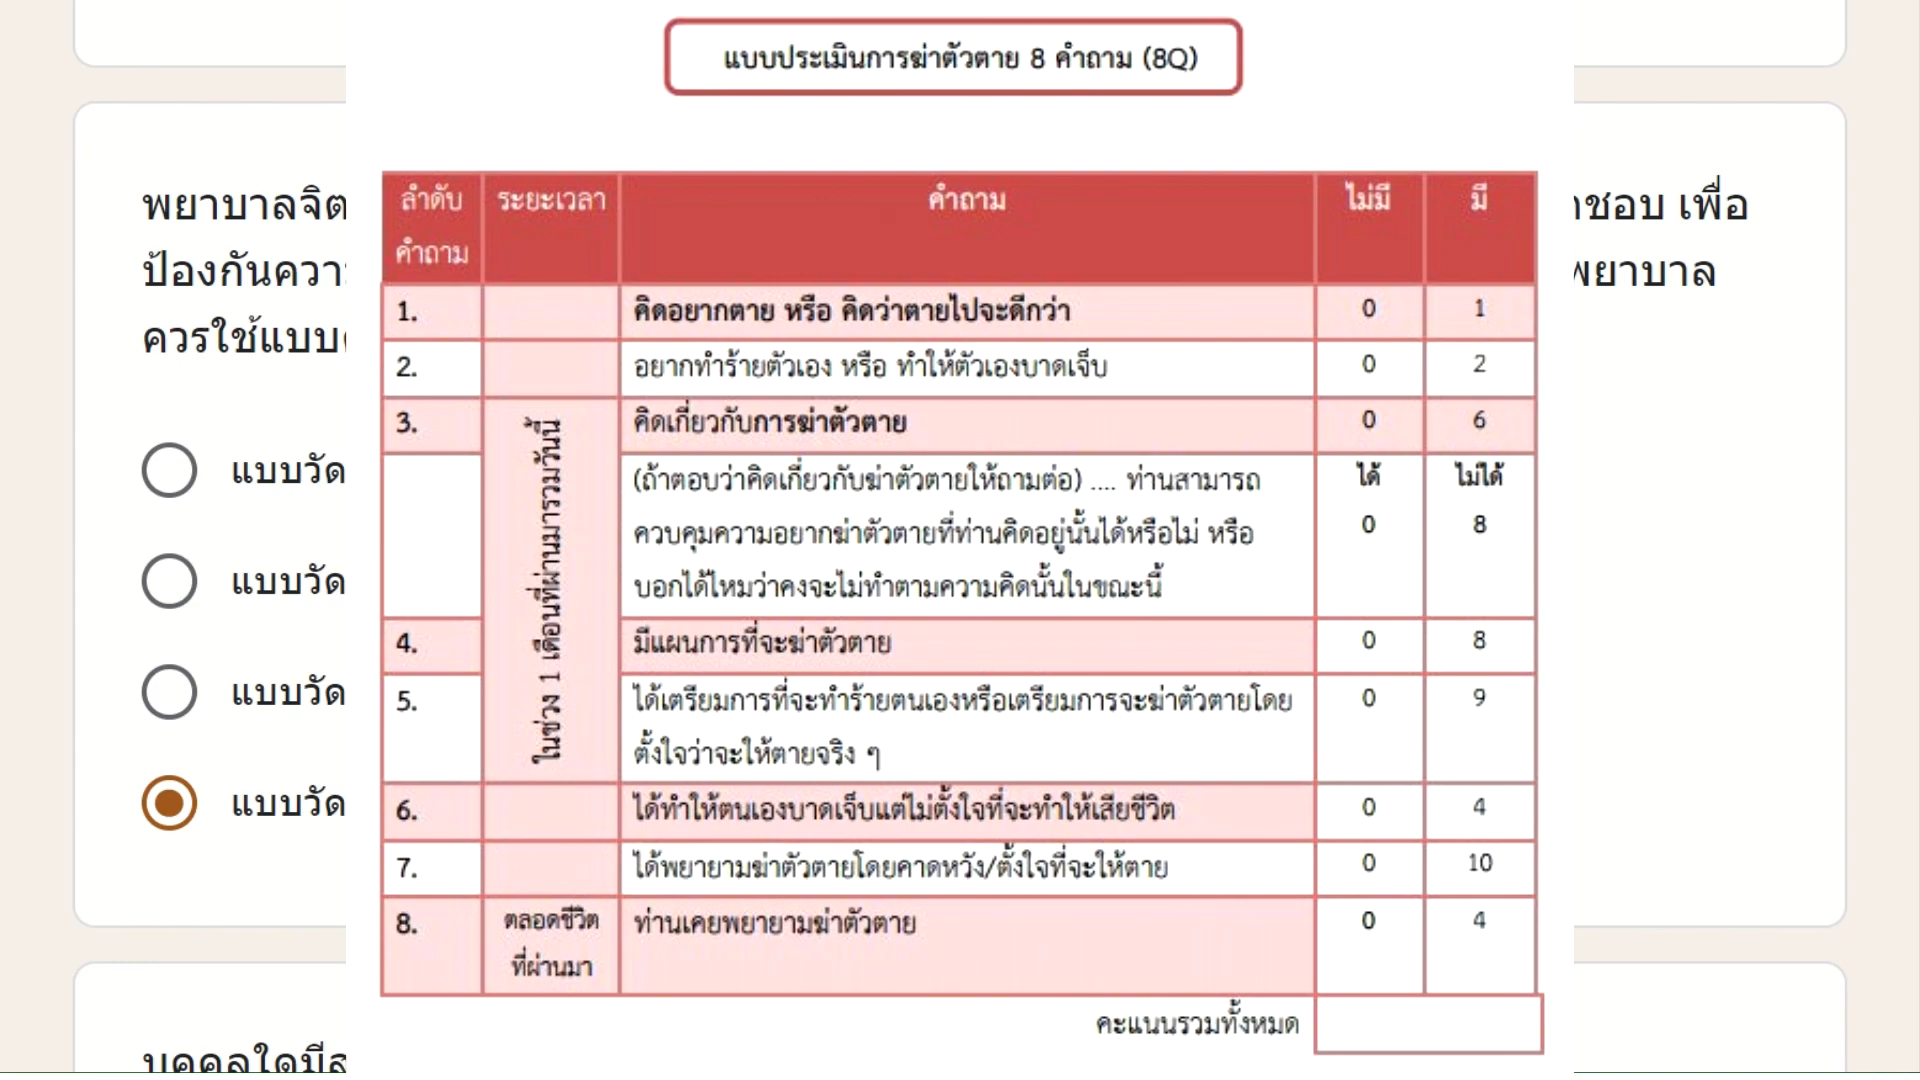 แบบประเมินการฆ่าตัวตาย 8 คำถาม (8Q)
พยาบาลจิต
ชอบ เพื่อ
ป้องกัน
พยาบาล
ควรใช้แบบ
แบบวัด
แบบวัด
แบบวัด
แบบวัด
ลำดับ
คำถาม
ระยะเวลา
คำถาม
ไม่มี
มี
1.
คิดอยากตาย หรือ คิดว่าตายไปจะดีกว่า
0
1
2.
อยากทำร้ายตัวเอง หรือ ทำให้ตัวเองบาดเจ็บ
0
2
ในช่วง 1 เดือนที่ผ่านมารวมวันนี้
3.
คิดเกี่ยวกับการฆ่าตัวตาย
0
6
(ถ้าตอบว่าคิดเกี่ยวกับฆ่าตัวตายให้ถามต่อ) .... ท่านสามารถ
ควบคุมความอยากฆ่าตัวตายที่ท่านคิดอยู่นั้นได้หรือไม่ หรือ
บอกได้ไหมว่าคงจะไม่ทำตามความคิดนั้นในขณะนี้
ได้
0
ไม่ได้
8
4.
มีแผนการที่จะฆ่าตัวตาย
0
8
5.
ได้เตรียมการที่จะทำร้ายตนเองหรือเตรียมการจะฆ่าตัวตายโดย
ตั้งใจว่าจะให้ตายจริง ๆ
0
9
6.
ได้ทำให้ตนเองบาดเจ็บแต่ไม่ตั้งใจที่จะทำให้เสียชีวิต
0
4
7.
ได้พยายามฆ่าตัวตายโดยคาดหวัง/ตั้งใจที่จะให้ตาย
0
10
8.
ตลอดชีวิต
ที่ผ่านมา
ท่านเคยพยายามฆ่าตัวตาย
0
4
คะแนนรวมทั้งหมด